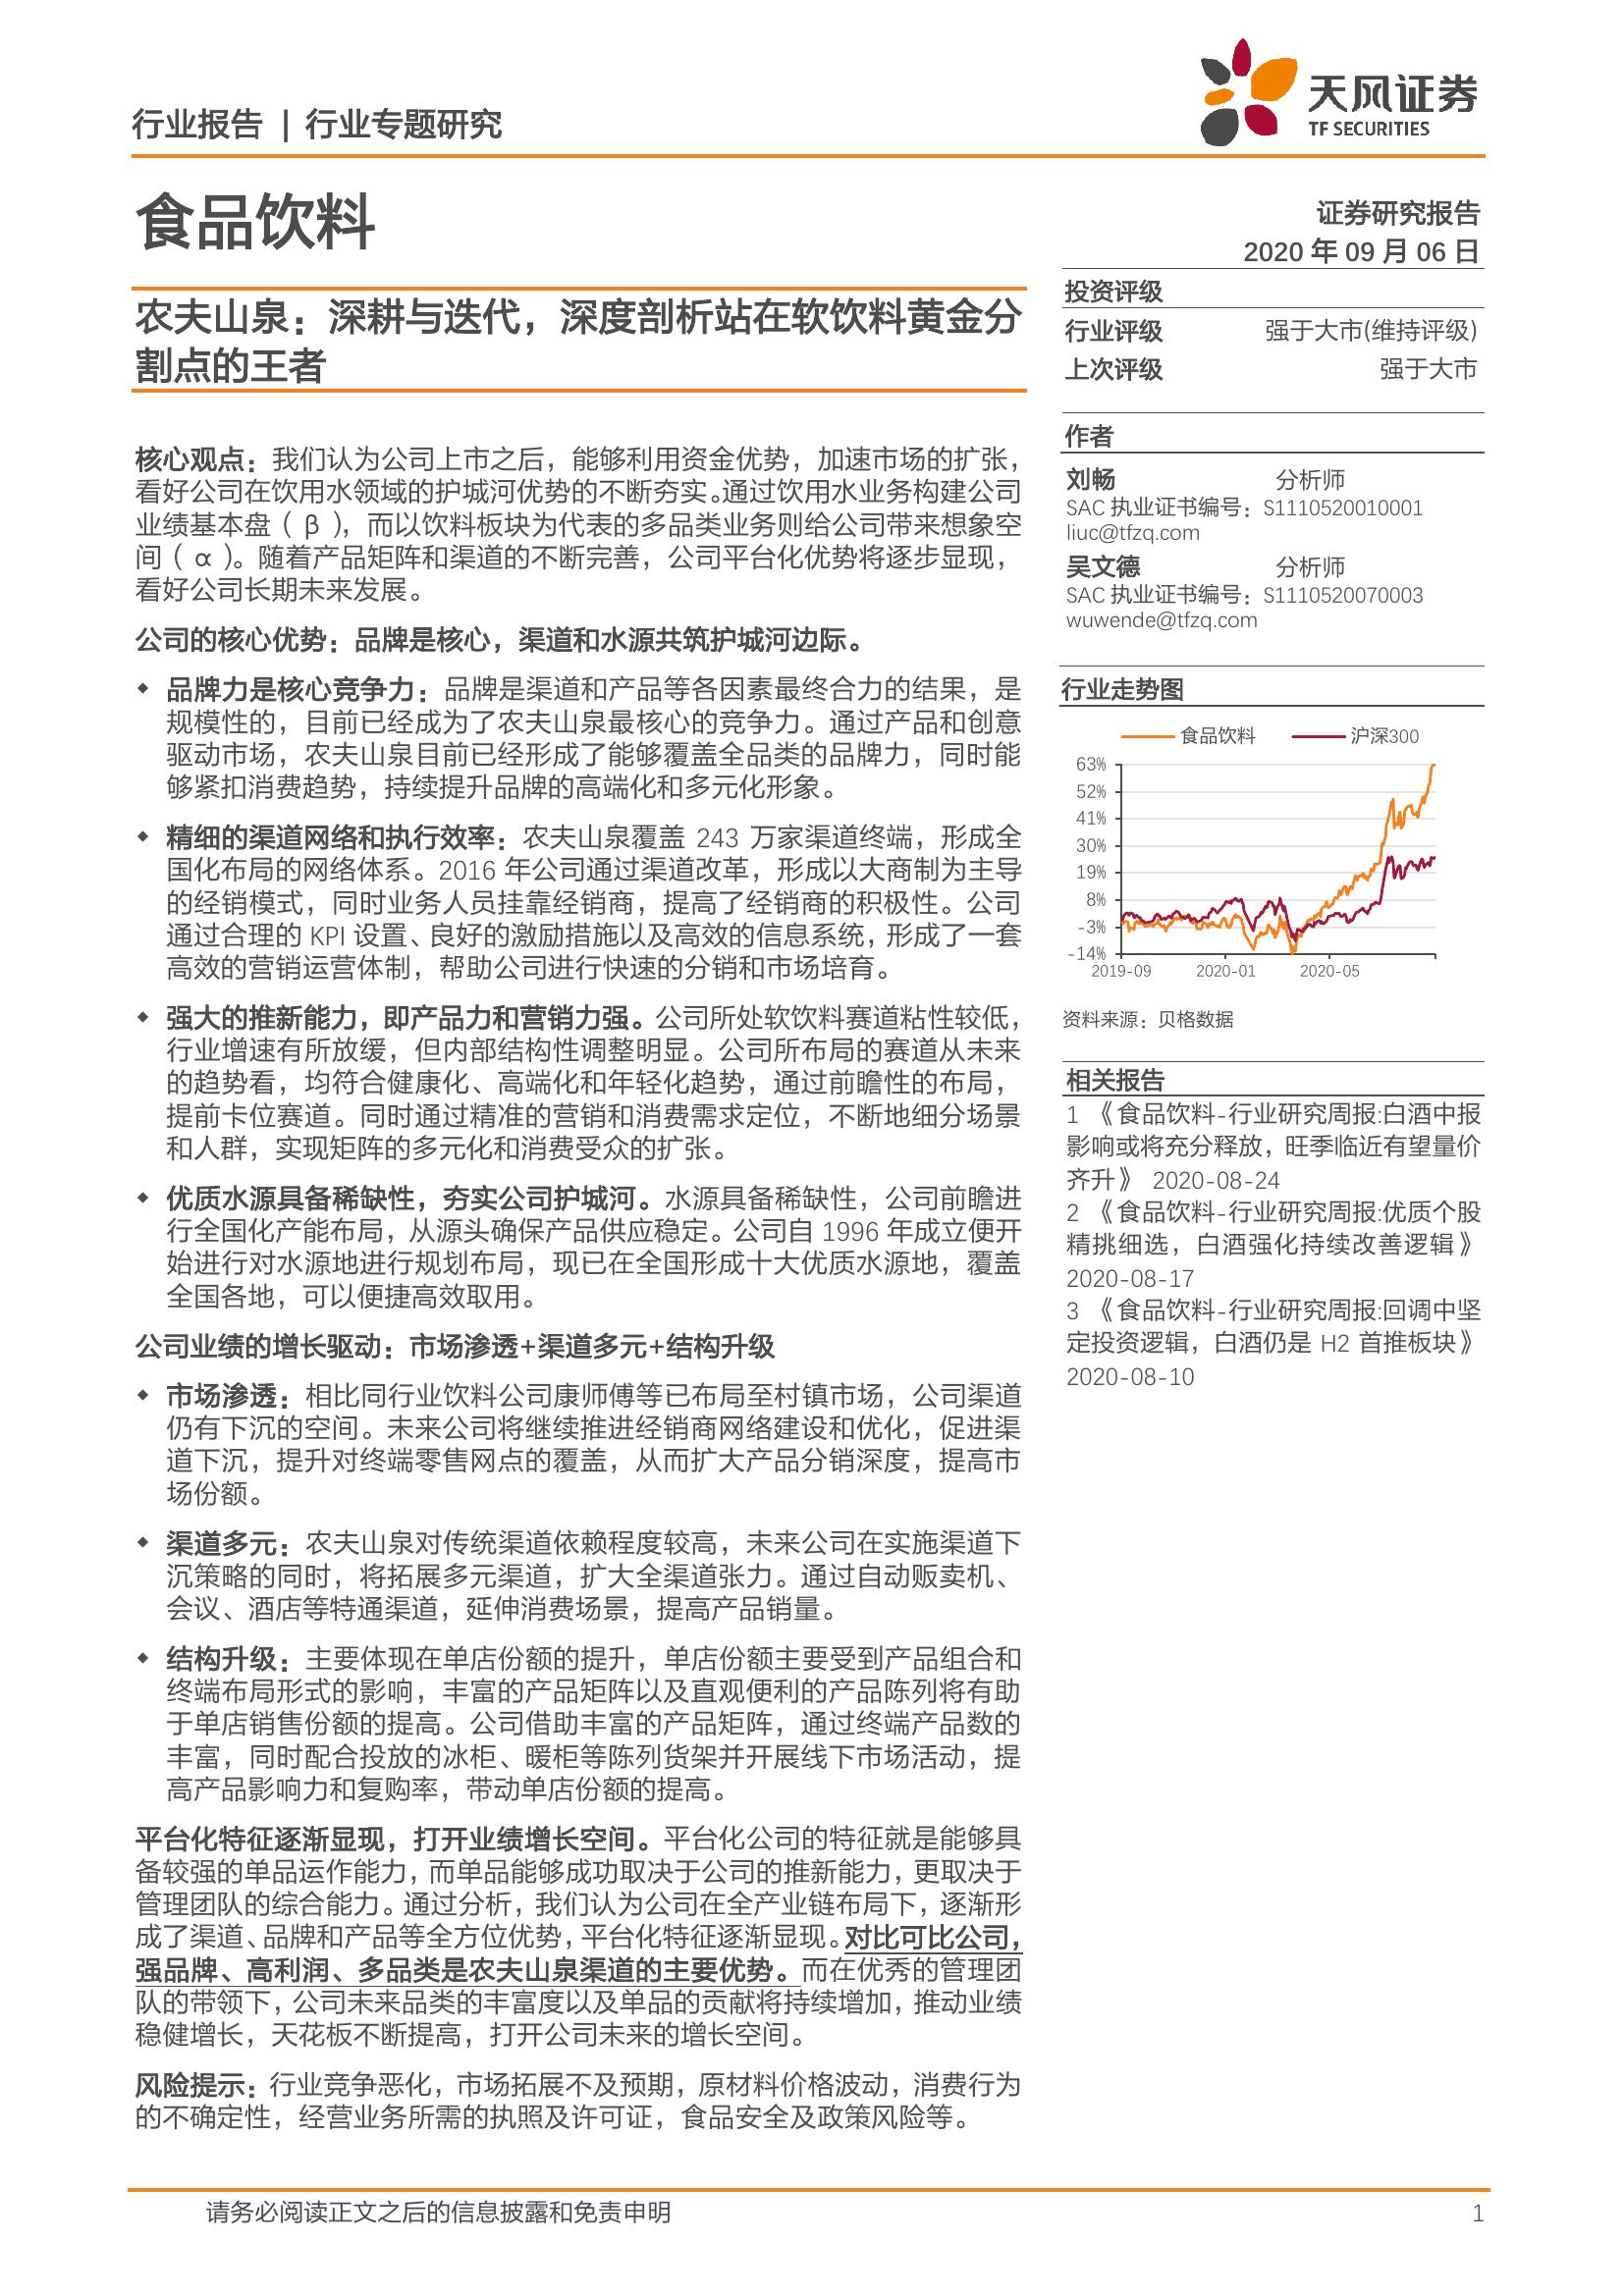 行业报告 | 行业专题研究
天风证券
TF SECURITIES
食品饮料
证券研究报告
2020 年 09 月 06 日
农夫山泉：深耕与迭代，深度剖析站在软饮料黄金分
割点的王者
核心观点：我们认为公司上市之后，能够利用资金优势，加速市场的扩张，
看好公司在饮用水领域的护城河优势的不断夯实。通过饮用水业务构建公司
业绩基本盘（β），而以饮料板块为代表的多品类业务则给公司带来想象空
间（α）。随着产品矩阵和渠道的不断完善，公司平台化优势将逐步显现，
看好公司长期未来发展。
公司的核心优势：品牌是核心，渠道和水源共筑护城河边际。
◆ 品牌力是核心竞争力：品牌是渠道和产品等各因素最终合力的结果，是
规模性的，目前已经成为了农夫山泉最核心的竞争力。通过产品和创意
驱动市场，农夫山泉目前已经形成了能够覆盖全品类的品牌力，同时能
够紧扣消费趋势，持续提升品牌的高端化和多元化形象。
◆ 精细的渠道网络和执行效率：农夫山泉覆盖 243 万家渠道终端，形成全
国化布局的网络体系。2016 年公司通过渠道改革，形成以大商制为主导
的经销模式，同时业务人员挂靠经销商，提高了经销商的积极性。公司
通过合理的 KPI 设置、良好的激励措施以及高效的信息系统，形成了一套
高效的营销运营体制，帮助公司进行快速的分销和市场培育。
◆ 强大的推新能力，即产品力和营销力强。公司所处软饮料赛道粘性较低，
行业增速有所放缓，但内部结构性调整明显。公司所布局的赛道从未来
的趋势看，均符合健康化、高端化和年轻化趋势，通过前瞻性的布局，
提前卡位赛道。同时通过精准的营销和消费需求定位，不断地细分场景
和人群，实现矩阵的多元化和消费受众的扩张。
◆ 优质水源具备稀缺性，夯实公司护城河。水源具备稀缺性，公司前瞻进
行全国化产能布局，从源头确保产品供应稳定。公司自 1996 年成立便开
始进行对水源地进行规划布局，现已在全国形成十大优质水源地，覆盖
全国各地，可以便捷高效取用。
公司业绩的增长驱动：市场渗透+渠道多元+结构升级
◆ 市场渗透：相比同行业饮料公司康师傅等已布局至村镇市场，公司渠道
仍有下沉的空间。未来公司将继续推进经销商网络建设和优化，促进渠
道下沉，提升对终端零售网点的覆盖，从而扩大产品分销深度，提高市
场份额。
◆ 渠道多元：农夫山泉对传统渠道依赖程度较高，未来公司在实施渠道下
沉策略的同时，将拓展多元渠道，扩大全渠道张力。通过自动贩卖机、
会议、酒店等特通渠道，延伸消费场景，提高产品销量。
◆ 结构升级：主要体现在单店份额的提升，单店份额主要受到产品组合和
终端布局形式的影响，丰富的产品矩阵以及直观便利的产品陈列将有助
于单店销售份额的提高。公司借助丰富的产品矩阵，通过终端产品数的
丰富，同时配合投放的冰柜、暖柜等陈列货架并开展线下市场活动，提
高产品影响力和复购率，带动单店份额的提高。
平台化特征逐渐显现，打开业绩增长空间。平台化公司的特征就是能够具
备较强的单品运作能力，而单品能够成功取决于公司的推新能力，更取决于
管理团队的综合能力。通过分析，我们认为公司在全产业链布局下，逐渐形
成了渠道、品牌和产品等全方位优势，平台化特征逐渐显现。对比可比公司，
强品牌、高利润、多品类是农夫山泉渠道的主要优势。而在优秀的管理团
队的带领下，公司未来品类的丰富度以及单品的贡献将持续增加，推动业绩
稳健增长，天花板不断提高，打开公司未来的增长空间。
风险提示：行业竞争恶化，市场拓展不及预期，原材料价格波动，消费行为
的不确定性，经营业务所需的执照及许可证，食品安全及政策风险等。
投资评级
行业评级 强于大市(维持评级)
上次评级 强于大市
作者
刘畅 分析师
SAC 执业证书编号：S1110520010001
liuc@tfzq.com
吴文德 分析师
SAC 执业证书编号：S1110520070003
wuwende@tfzq.com
行业走势图
食品饮料 沪深300
63%
52%
41%
30%
19%
8%
-3%
-14%
2019-09 2020-01 2020-05
资料来源：贝格数据
相关报告
1 《食品饮料-行业研究周报:白酒中报
影响或将充分释放，旺季临近有望量价
齐升》 2020-08-24
2 《食品饮料-行业研究周报:优质个股
精挑细选，白酒强化持续改善逻辑》
2020-08-17
3 《食品饮料-行业研究周报:回调中坚
定投资逻辑，白酒仍是 H2 首推板块》
2020-08-10
请务必阅读正文之后的信息披露和免责申明 1